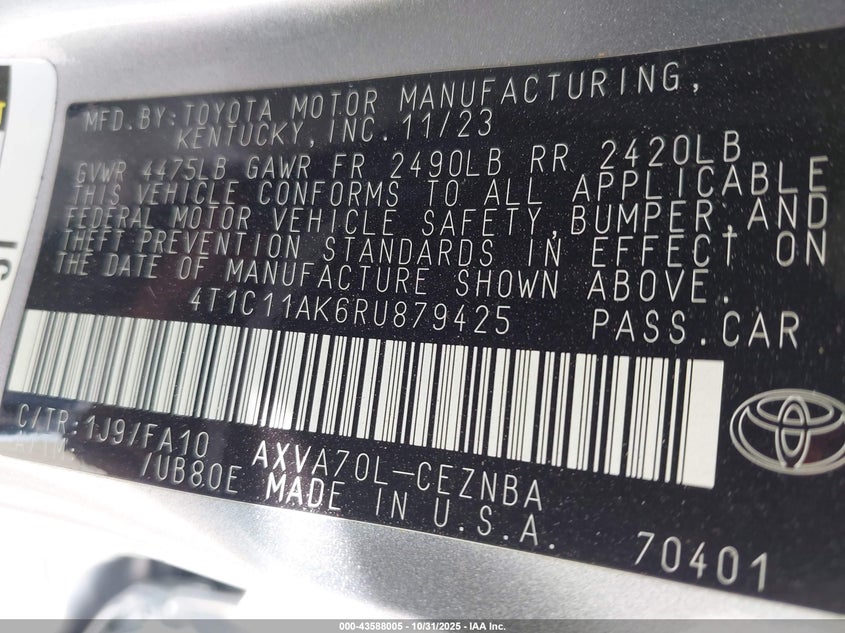 MFD.BY:TOYOTA MOTOR MANUFACTURING,
KENTUCKY,INC.11/23
GVWR 4475LB GAWR FR 2490LB RR 2420LB
THIS VEHICLE CONFORMS TO ALL APPLICABLE
FEDERAL MOTOR VEHICLE SAFETY,BUMPER,AND
THEFT PREVENTION STANDARDS IN EFFECT ON
THE DATE OF MANUFACTURE SHOWN ABOVE.
4T1C11AK6RU879425 PASS.CAR
C/TR:1J9/FA10 AXVA70L-CEZNBA
/UB80E MADE IN U.S.A.
70401
000-43588005 • 10/31/2025 • IAA Inc.